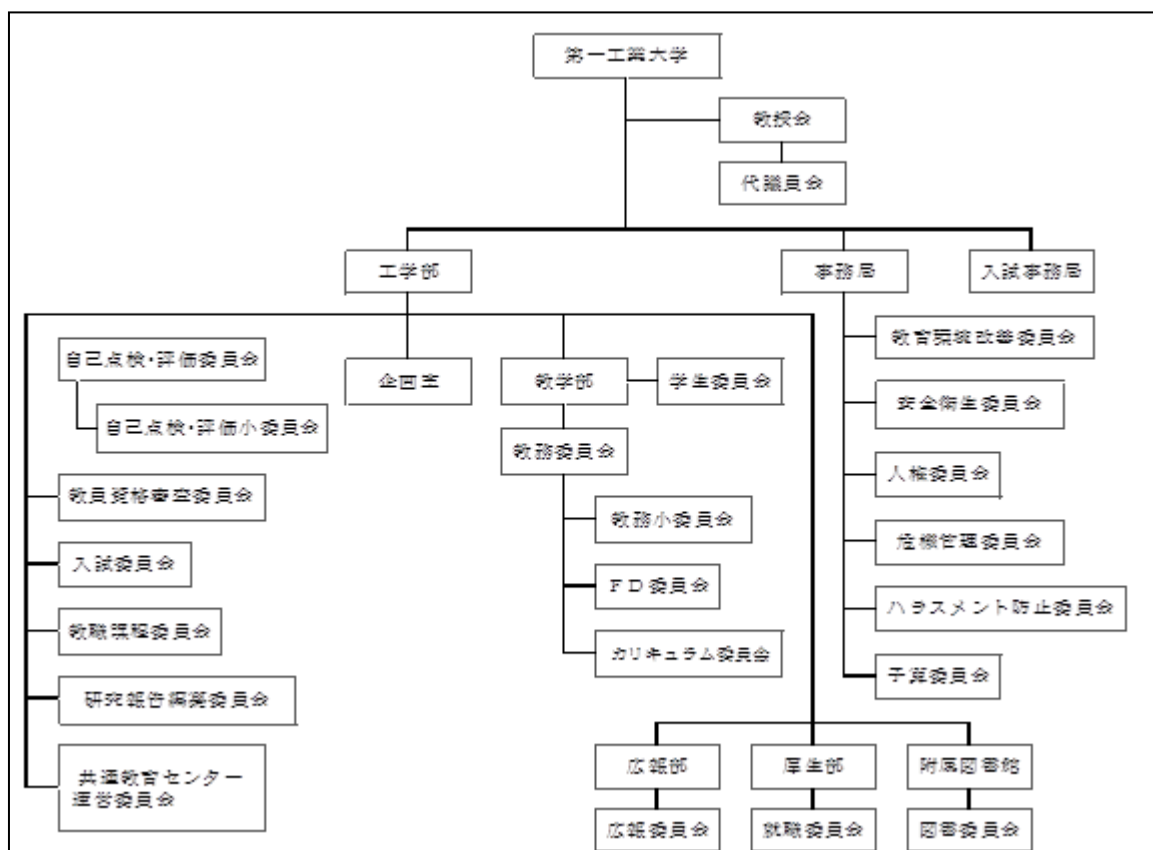 第一工業大学
教授会
代議員会
工学部
事務局
入試事務局
自己点検・評価委員会
企画室
教学部
学生委員会
教育環境改善委員会
自己点検・評価小委員会
教務委員会
安全衛生委員会
教員資格審査委員会
人権委員会
教務小委員会
入試委員会
FD委員会
危機管理委員会
教職課程委員会
カリキュラム委員会
ハラスメント防止委員会
研究報告編纂委員会
予算委員会
共通教育センター
運営委員会
広報部
厚生部
附属図書館
広報委員会
就職委員会
図書委員会